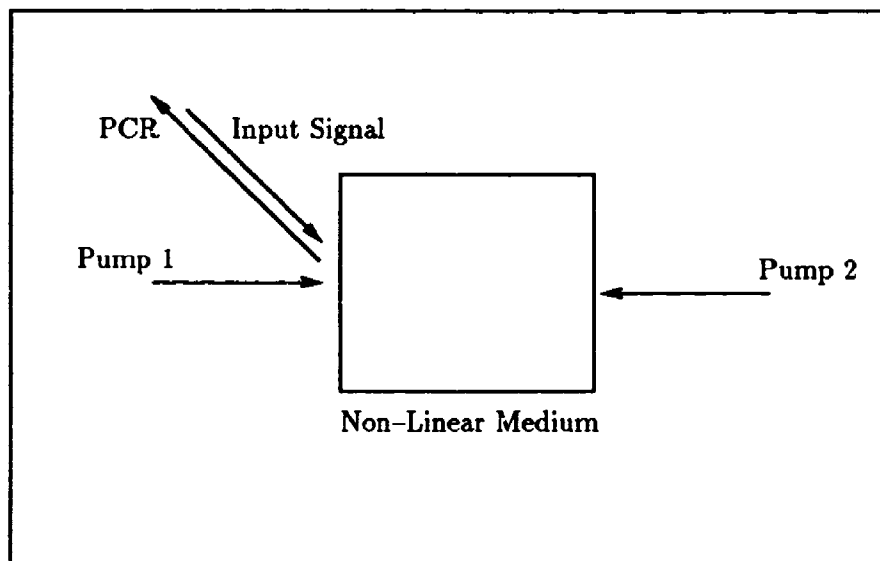 PCR
Input Signal
Pump 1
Pump 2
Non–Linear Medium